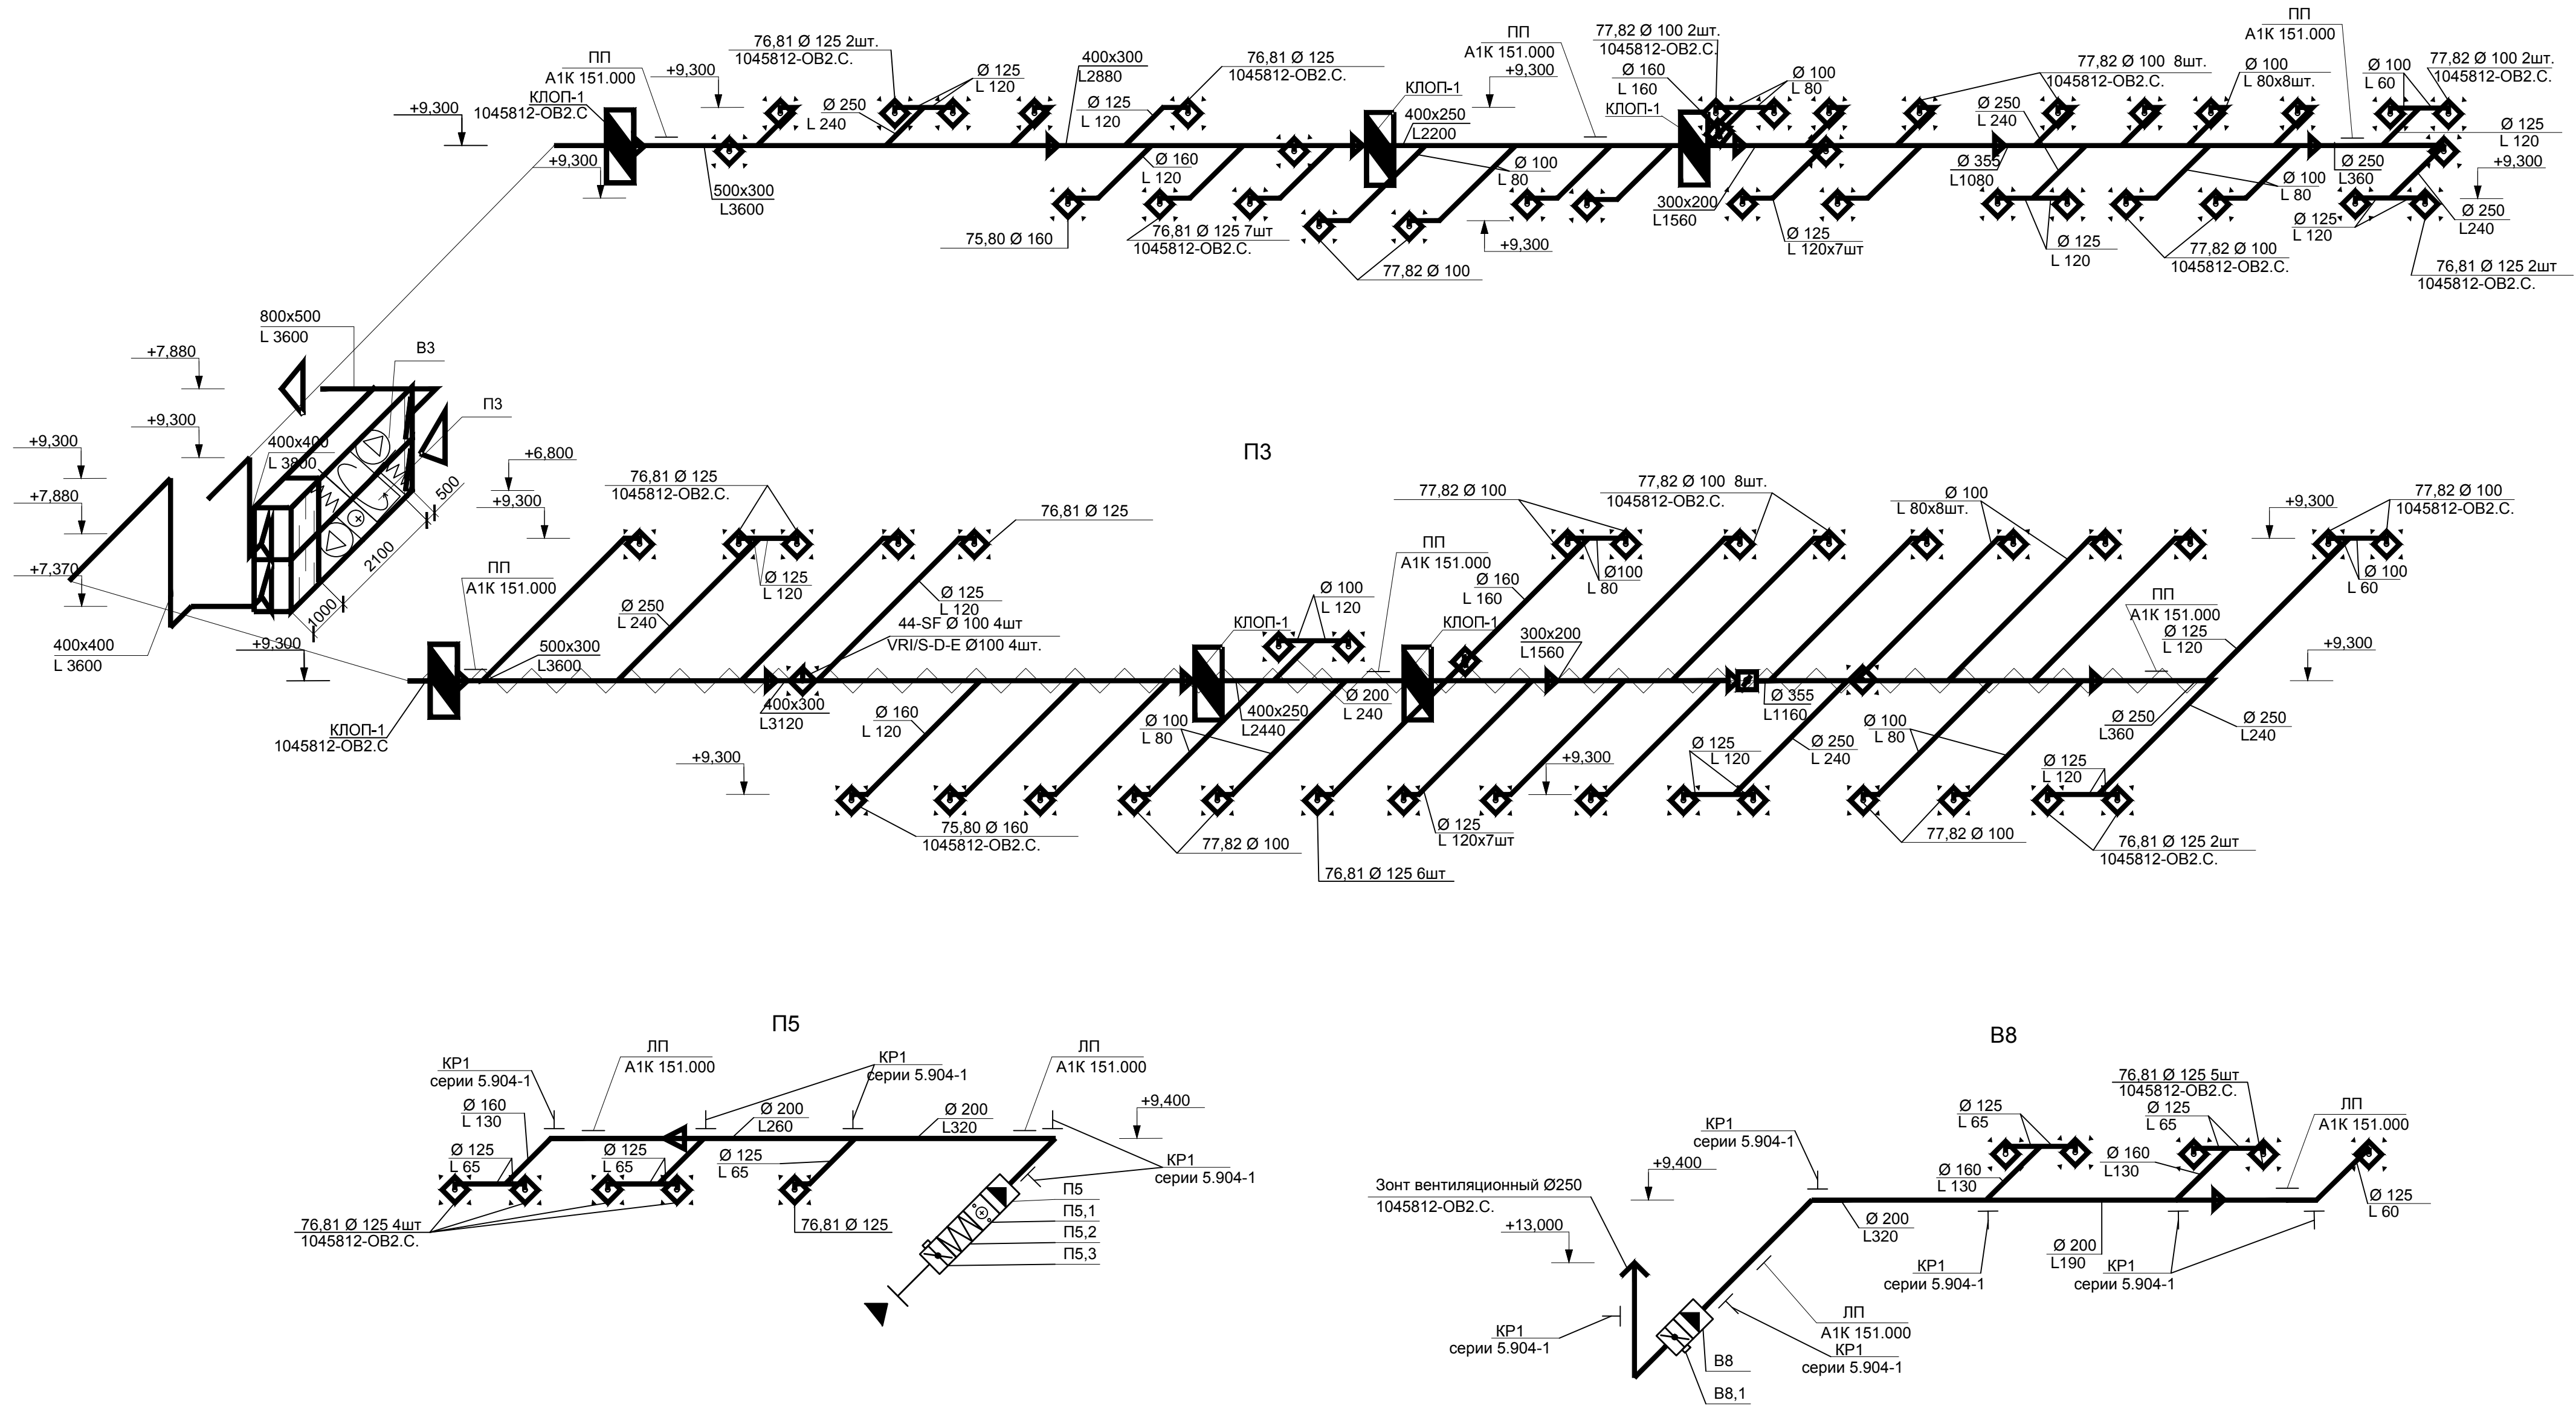 ПП
А1К 151.000
КЛОП-1
1045812-ОВ2.С
+9,300
+9,300
+9,300
76,81 Ø 125 2шт.
1045812-ОВ2.С.
Ø 250
L 240
Ø 125
L 120
500х300
L3600
400х300
L2880
Ø 125
L 120
76,81 Ø 125
1045812-ОВ2.С.
Ø 160
L 120
75,80 Ø 160
76,81 Ø 125 7шт
1045812-ОВ2.С.
КЛОП-1
400х250
L2200
ПП
А1К 151.000
+9,300
Ø 100
L 80
+9,300
77,82 Ø 100
77,82 Ø 100 2шт.
1045812-ОВ2.С.
Ø 160
L 160
КЛОП-1
Ø 100
L 80
300х200
L1560
Ø 125
L 120х7шт
77,82 Ø 100 8шт.
1045812-ОВ2.С.
Ø 250
L 240
Ø 355
L1080
Ø 125
L 120
Ø 100
L 80х8шт.
ПП
А1К 151.000
Ø 100
L 60
77,82 Ø 100 2шт.
1045812-ОВ2.С.
Ø 125
L 120
Ø 250
L360
+9,300
Ø 100
L 80
77,82 Ø 100
1045812-ОВ2.С.
Ø 125
L 120
Ø 250
L240
76,81 Ø 125 2шт
1045812-ОВ2.С.
800х500
L 3600
В3
П3
+7,880
+9,300
+9,300
+7,880
+7,370
400х400
L 3800
500
2100
1000
400х400
L 3600
+9,300
П3
+6,800
+9,300
76,81 Ø 125
1045812-ОВ2.С.
76,81 Ø 125
ПП
А1К 151.000
Ø 125
L 120
Ø 250
L 240
Ø 125
L 120
44-SF Ø 100 4шт
VRI/S-D-E Ø100 4шт.
500х300
L3600
КЛОП-1
1045812-ОВ2.С
400х300
L3120
Ø 160
L 120
+9,300
75,80 Ø 160
1045812-ОВ2.С.
КЛОП-1
Ø 100
L 120
ПП
А1К 151.000
КЛОП-1
400х250
L2440
Ø 200
L 240
Ø 100
L 80
77,82 Ø 100
76,81 Ø 125 6шт
Ø 125
L 120х7шт
77,82 Ø 100
Ø 160
L 160
Ø100
L 80
77,82 Ø 100 8шт.
1045812-ОВ2.С.
300х200
L1560
+9,300
Ø 355
L1160
Ø 125
L 120
Ø 250
L 240
Ø 100
L 80х8шт.
Ø 100
L 80
77,82 Ø 100
ПП
А1К 151.000
Ø 125
L 120
+9,300
77,82 Ø 100
1045812-ОВ2.С.
Ø 100
L 60
+9,300
Ø 250
L360
Ø 250
L240
Ø 125
L 120
76,81 Ø 125 2шт
1045812-ОВ2.С.
П5
КР1
серии 5.904-1
ЛП
А1К 151.000
КР1
серии 5.904-1
ЛП
А1К 151.000
Ø 160
L 130
Ø 200
L260
Ø 200
L320
+9,400
Ø 125
L 65
Ø 125
L 65
Ø 125
L 65
КР1
серии 5.904-1
76,81 Ø 125 4шт
1045812-ОВ2.С.
76,81 Ø 125
П5
П5,1
П5,2
П5,3
В8
76,81 Ø 125 5шт
1045812-ОВ2.С.
Ø 125
L 65
Ø 125
L 65
ЛП
А1К 151.000
КР1
серии 5.904-1
+9,400
Ø 160
L 130
Ø 160
L130
Зонт вентиляционный Ø250
1045812-ОВ2.С.
+13,000
Ø 125
L 60
Ø 200
L320
Ø 200
L190
КР1
серии 5.904-1
КР1
серии 5.904-1
КР1
серии 5.904-1
ЛП
А1К 151.000
КР1
серии 5.904-1
В8
В8,1